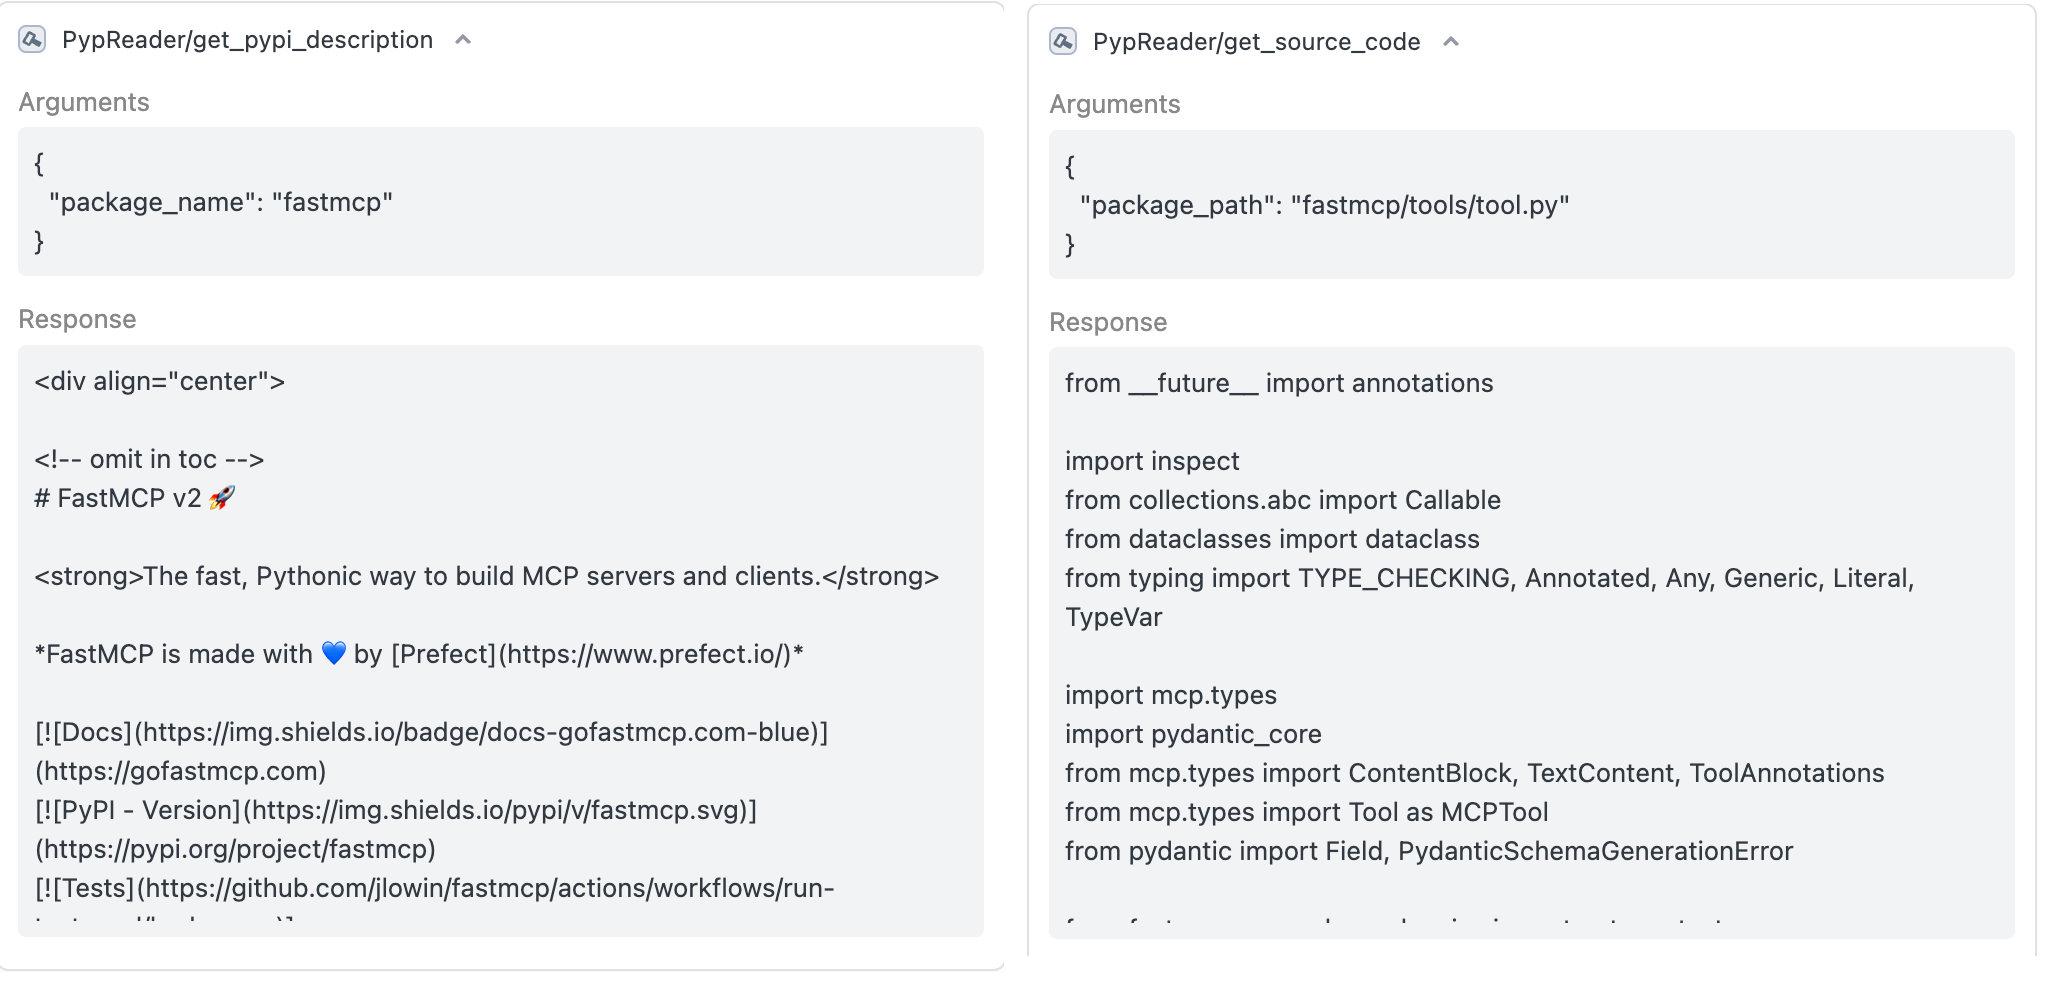 PypReader/get_pypi_description
Arguments
{
"package_name": "fastmcp"
}
Response
<div align="center">
<!-- omit in toc -->
# FastMCP v2 🚀
<strong>The fast, Pythonic way to build MCP servers and clients.</strong>
*FastMCP is made with 💙 by [Prefect](https://www.prefect.io/)*
[![Docs](https://img.shields.io/badge/docs-gofastmcp.com-blue)]
(https://gofastmcp.com)
[![PyPI - Version](https://img.shields.io/pypi/v/fastmcp.svg)]
(https://pypi.org/project/fastmcp)
[![Tests](https://github.com/jlowin/fastmcp/actions/workflows/run-
PypReader/get_source_code
Arguments
{
"package_path": "fastmcp/tools/tool.py"
}
Response
from __future__ import annotations
import inspect
from collections.abc import Callable
from dataclasses import dataclass
from typing import TYPE_CHECKING, Annotated, Any, Generic, Literal,
TypeVar
import mcp.types
import pydantic_core
from mcp.types import ContentBlock, TextContent, ToolAnnotations
from mcp.types import Tool as MCPTool
from pydantic import Field, PydanticSchemaGenerationError